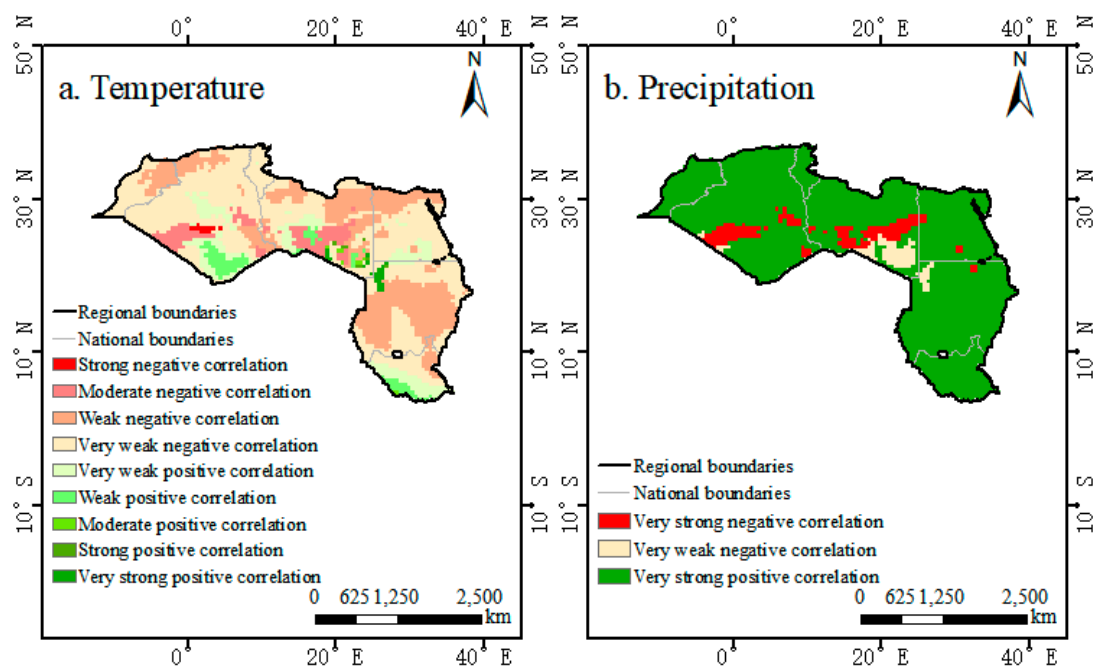 0° 20° E 40° E
0° 20° E 40° E
50° N
50° N
50° N
N
N
a. Temperature
b. Precipitation
30° N
30° N
30° N
10° N
10° N
10° N
10° S
10° S
10° S
Regional boundaries
National boundaries
Strong negative correlation
Moderate negative correlation
Weak negative correlation
Very weak negative correlation
Very weak positive correlation
Weak positive correlation
Moderate positive correlation
Strong positive correlation
Very strong positive correlation
0 625 1,250 2,500
km
Regional boundaries
National boundaries
Very strong negative correlation
Very weak negative correlation
Very strong positive correlation
0 625 1,250 2,500
km
0° 20° E 40° E
0° 20° E 40° E